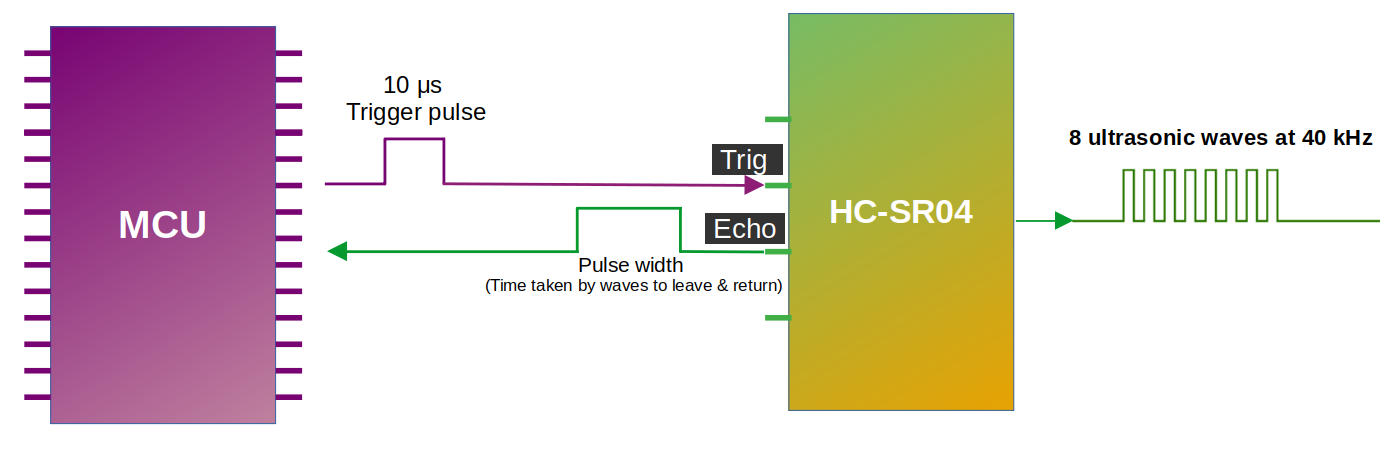 10 μs
Trigger pulse
8 ultrasonic waves at 40 kHz
Trig
MCU
HC-SR04
Echo
Pulse width
(Time taken by waves to leave & return)